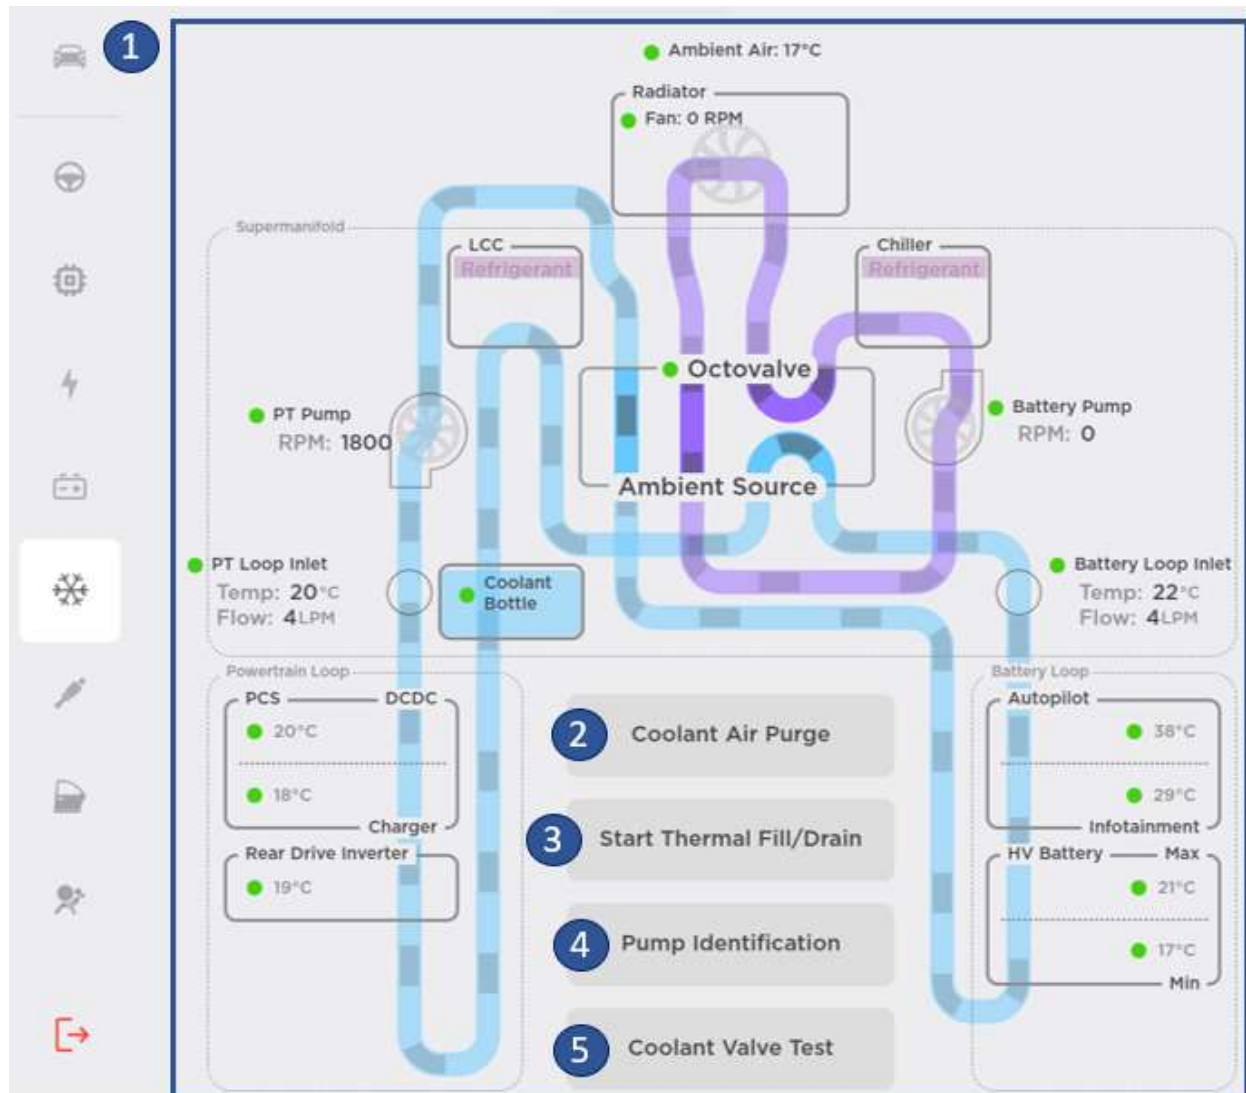 1
Ambient Air: 17°C
Radiator
Fan: 0 RPM
Supermanifold
LCC
Refrigerant
Chiller
Refrigerant
Octovalve
Ambient Source
PT Pump
RPM: 1800
Battery Pump
RPM: 0
PT Loop Inlet
Temp: 20°C
Flow: 4LPM
Coolant
Bottle
Battery Loop Inlet
Temp: 22°C
Flow: 4LPM
Powertrain Loop
PCS DCDC
20°C
18°C
Charger
Rear Drive Inverter
19°C
2 Coolant Air Purge
3 Start Thermal Fill/Drain
4 Pump Identification
5 Coolant Valve Test
Battery Loop
Autopilot
38°C
29°C
Infotainment
HV Battery Max
21°C
17°C
Min